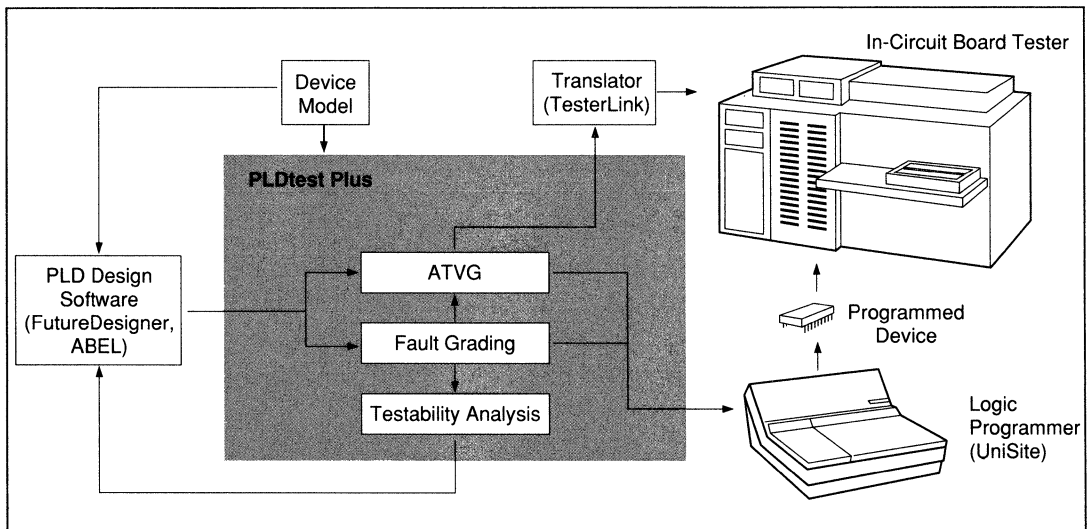 In-Circuit Board Tester
Device
Model
Translator
(TesterLink)
PLDtest Plus
PLD Design
Software
(FutureDesigner,
ABEL)
ATVG
Fault Grading
Testability Analysis
Programmed
Device
Logic
Programmer
(UniSite)